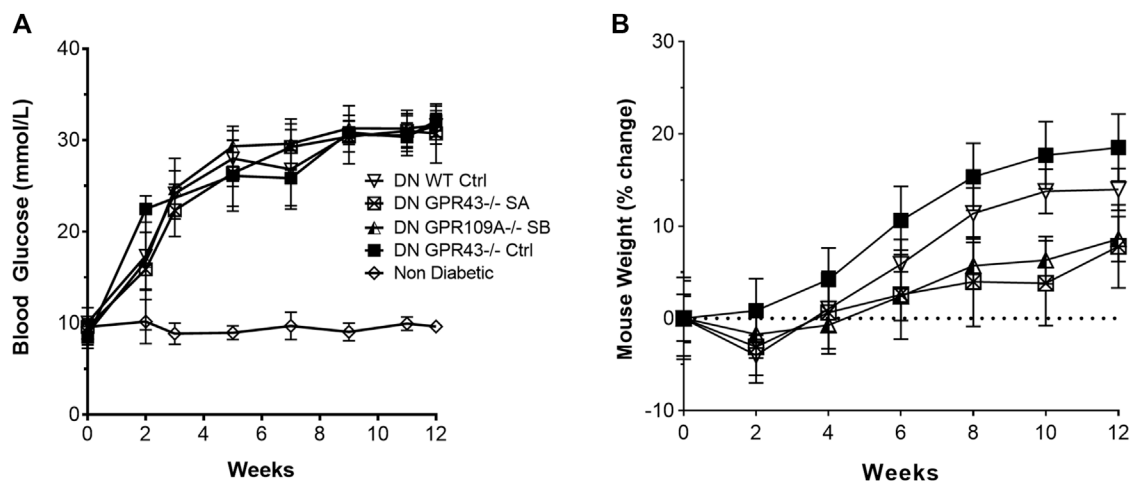 A
Blood Glucose (mmol/L)
40
30
20
10
0
0 2 4 6 8 10 12
Weeks
DN WT Ctrl
DN GPR43-/- SA
DN GPR109A-/- SB
DN GPR43-/- Ctrl
Non Diabetic
B
Mouse Weight (% change)
30
20
10
0
-10
0 2 4 6 8 10 12
Weeks